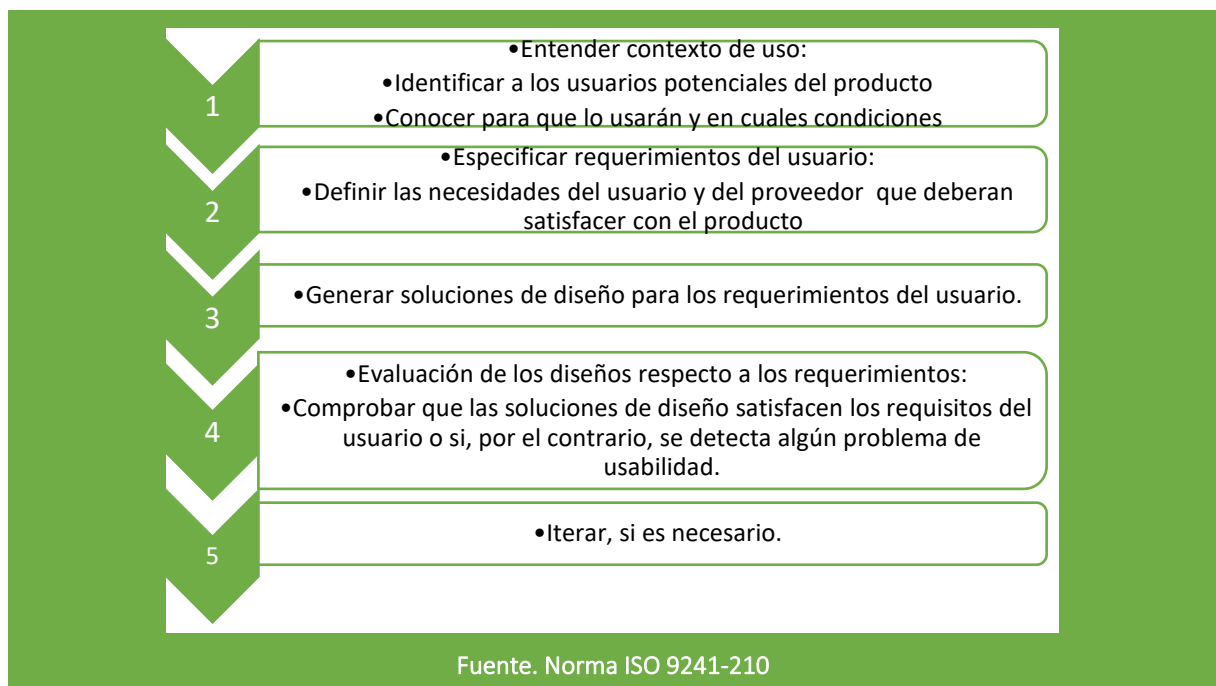 1
•Entender contexto de uso:
•Identificar a los usuarios potenciales del producto
•Conocer para que lo usarán y en cuales condiciones
2
•Especificar requerimientos del usuario:
•Definir las necesidades del usuario y del proveedor que deberan
satisfacer con el producto
3
•Generar soluciones de diseño para los requerimientos del usuario.
4
•Evaluación de los diseños respecto a los requerimientos:
•Comprobar que las soluciones de diseño satisfacen los requisitos del
usuario o si, por el contrario, se detecta algún problema de
usabilidad.
5
•Iterar, si es necesario.
Fuente. Norma ISO 9241-210